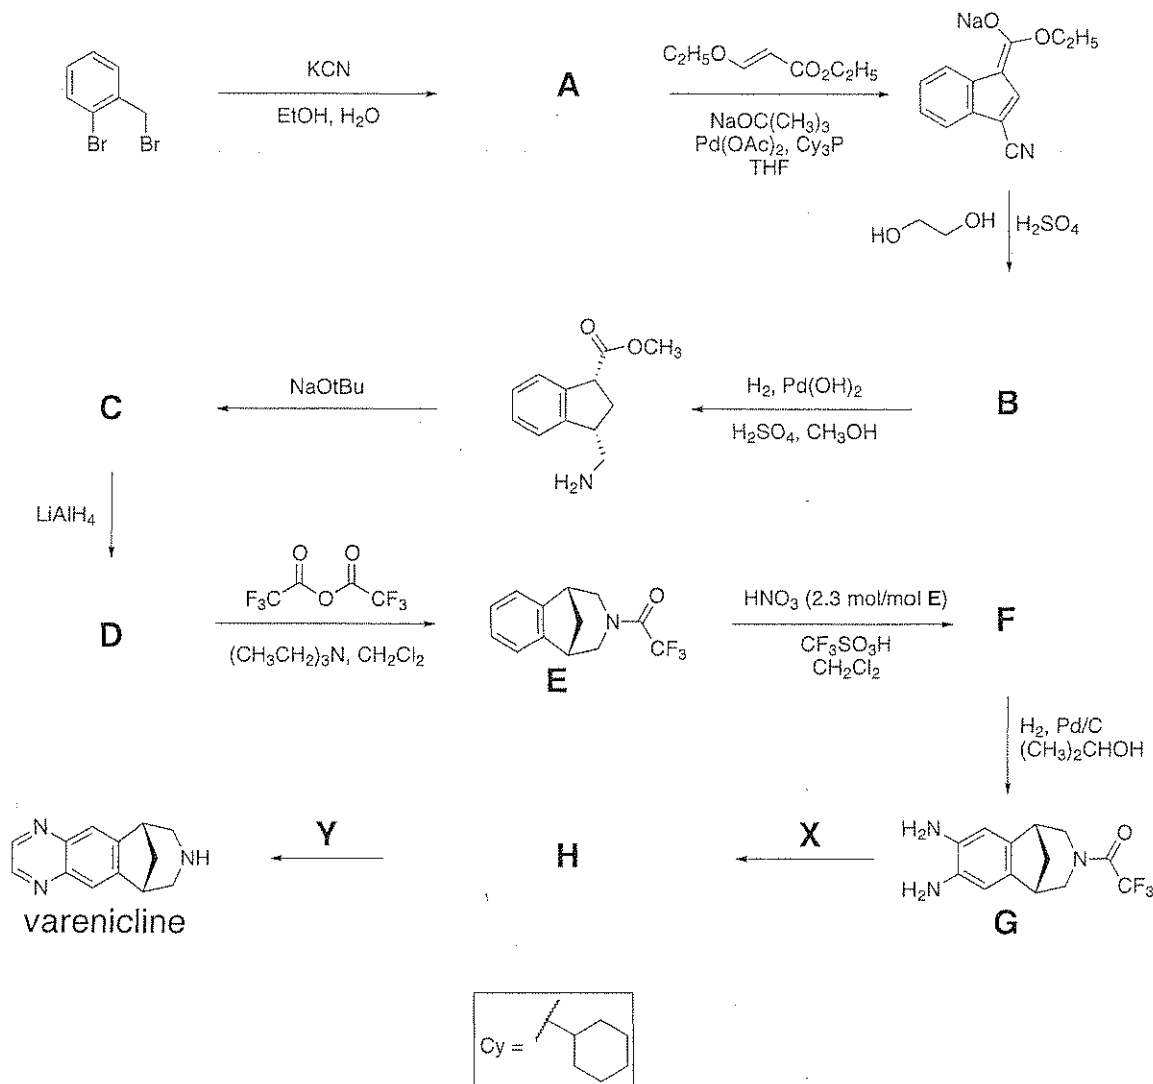 KCN
EtOH, H₂O
Br
Br
A
C₂H₅O
CO₂C₂H₅
NaOC(CH₃)₃
Pd(OAc)₂, Cy₃P
THF
NaO
OC₂H₅
CN
HO
OH
H₂SO₄
C
NaOtBu
O
OCH₃
H₂N
H₂, Pd(OH)₂
H₂SO₄, CH₃OH
B
LiAlH₄
D
O
O
F₃C
O
CF₃
(CH₃CH₂)₃N, CH₂Cl₂
N
O
CF₃
E
HNO₃ (2.3 mol/mol E)
CF₃SO₃H
CH₂Cl₂
F
H₂, Pd/C
(CH₃)₂CHOH
N
N
NH
varenicline
Y
H
X
H₂N
H₂N
N
O
CF₃
G
Cy =